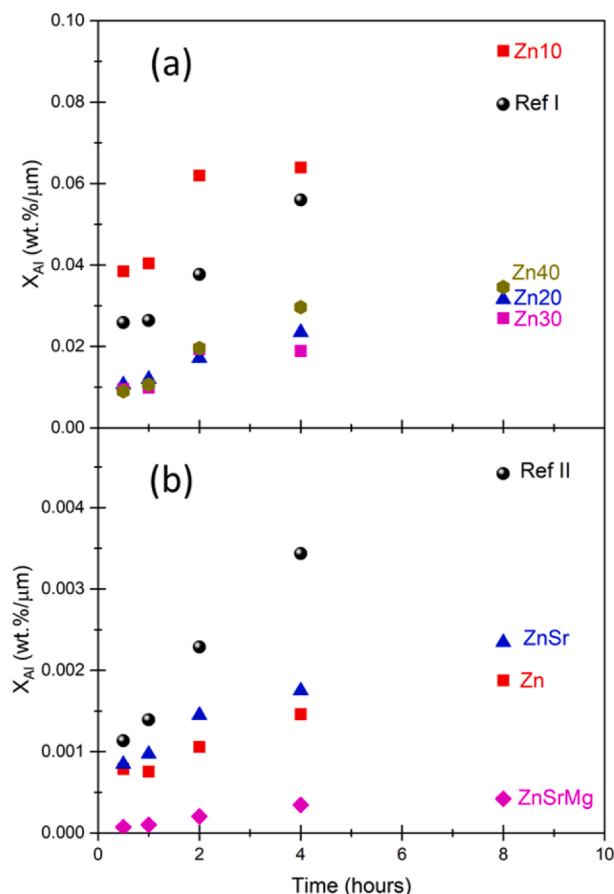 0.10
(a)
Zn10
0.08
Ref I
0.06
X_Al (wt.%/μm)
0.04
Zn40
Zn20
Zn30
0.02
0.00
(b)
Ref II
0.004
0.003
X_Al (wt.%/μm)
ZnSr
0.002
Zn
0.001
ZnSrMg
0.000
0 2 4 6 8 10
Time (hours)